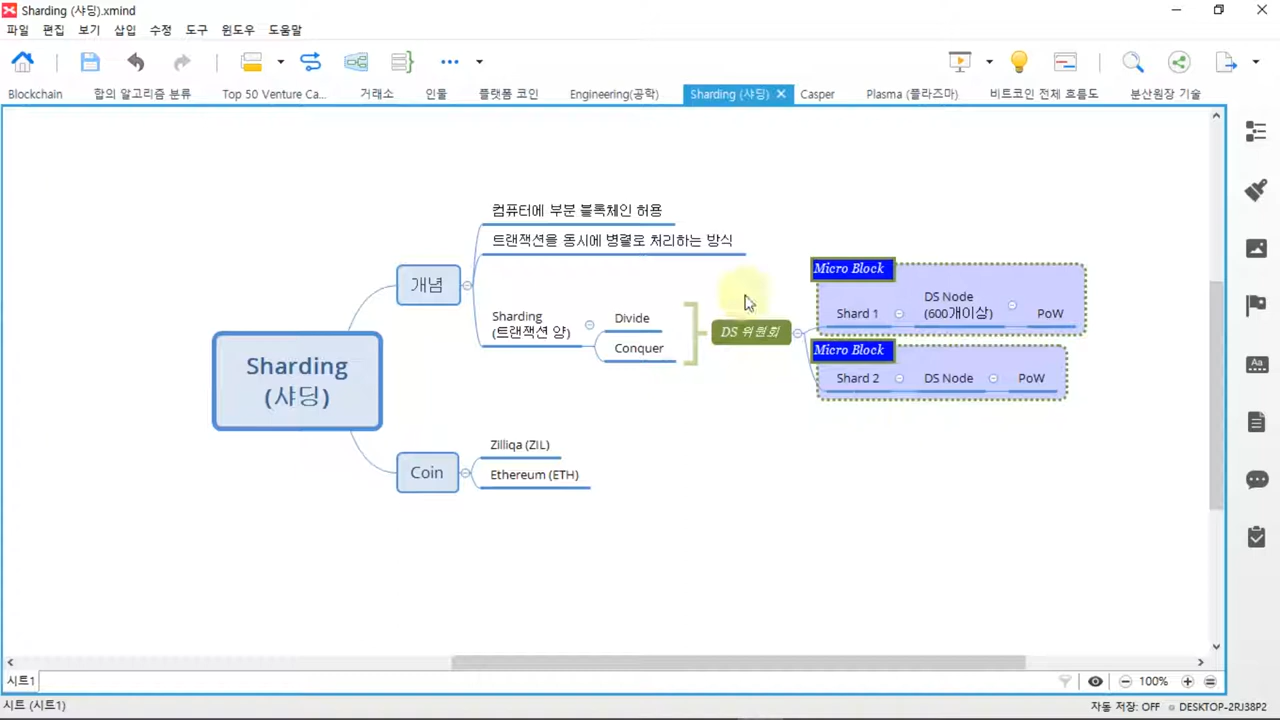 Sharding (샤딩).xmind
파일 편집 보기 삽입 수정 도구 윈도우 도움말
Blockchain 합의 알고리즘 분류 Top 50 Venture Ca... 거래소 인물 플랫폼 코인 Engineering(공학) Sharding (샤딩) Casper Plasma (플라즈마) 비트코인 전체 흐름도 분산원장 기술
컴퓨터에 부분 블록체인 허용
트랜잭션을 동시에 병렬로 처리하는 방식
개념
Sharding
(트랜잭션 양)
Divide
Conquer
DS 위원회
Micro Block
Shard 1
DS Node
(600개이상)
PoW
Micro Block
Shard 2
DS Node
PoW
Sharding
(샤딩)
Coin
Zilliqa (ZIL)
Ethereum (ETH)
시트1
100%
시트 (시트1)
자동 저장: OFF
DESKTOP-2RJ38P2
Aa